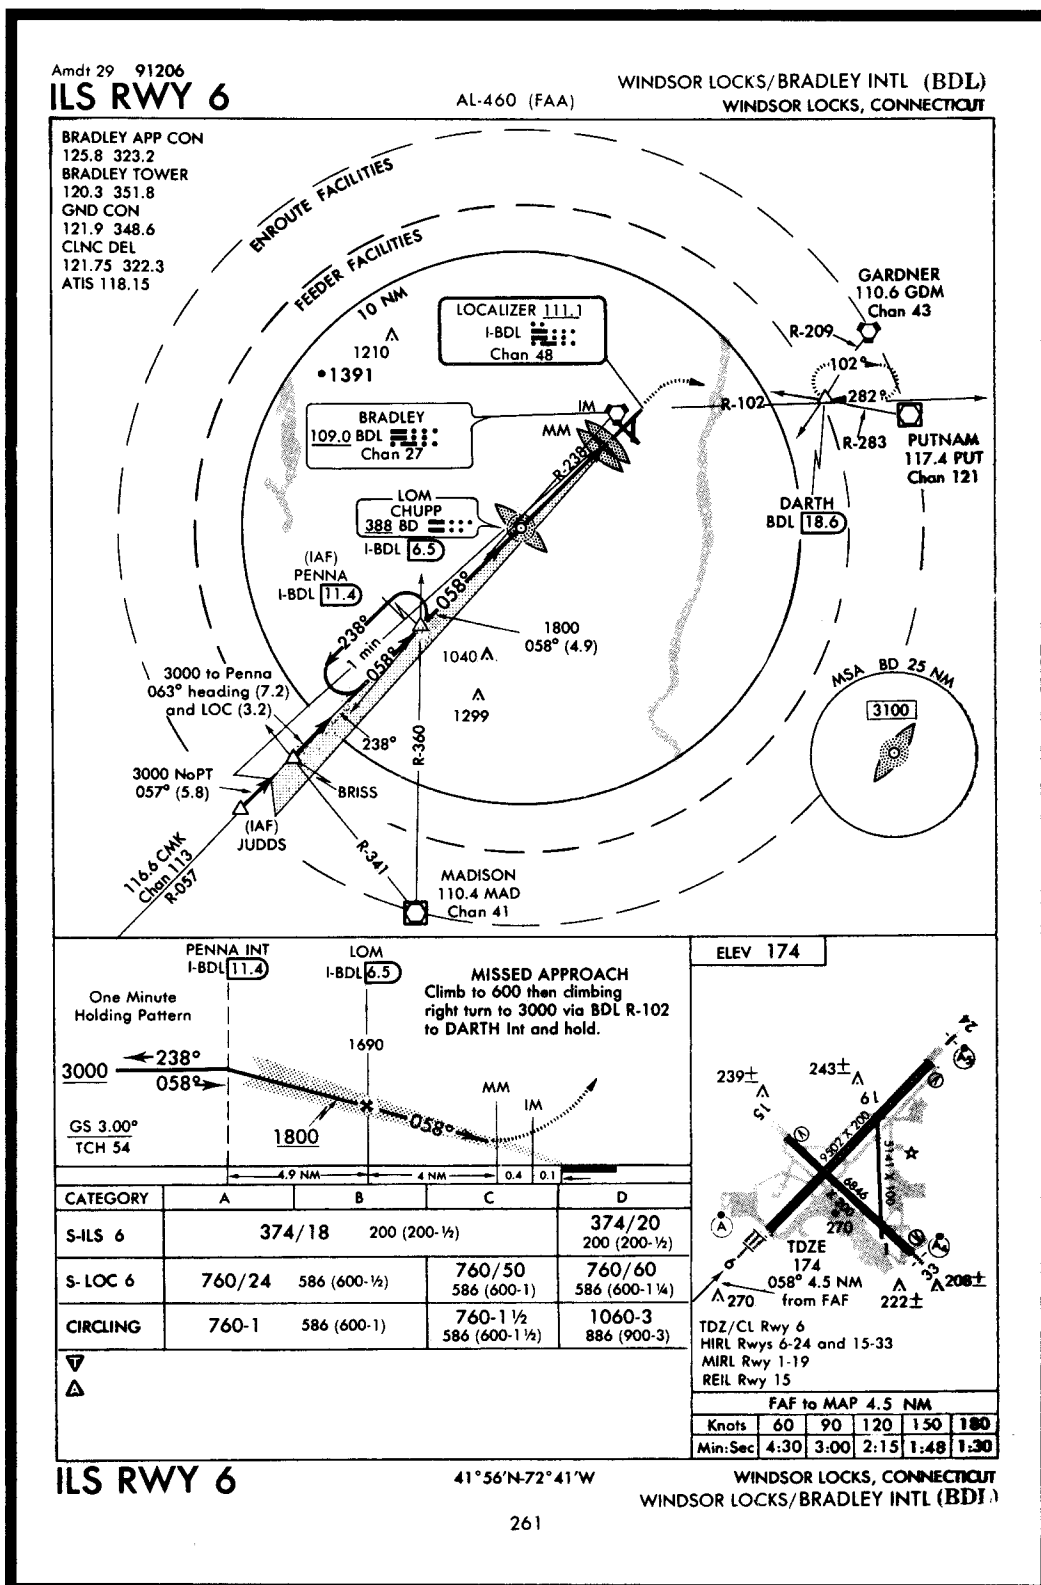 Amdt 29 91206
ILS RWY 6
AL-460 (FAA)
WINDSOR LOCKS/BRADLEY INTL (BDL)
WINDSOR LOCKS, CONNECTICUT
BRADLEY APP CON
125.8 323.2
BRADLEY TOWER
120.3 351.8
GND CON
121.9 348.6
CLNC DEL
121.75 322.3
ATIS 118.15
ENROUTE FACILITIES
FEEDER FACILITIES
10 NM
1210
1391
LOCALIZER 111.1
I-BDL
Chan 48
GARDNER
110.6 GDM
Chan 43
R-209
102°
282°
R-102
R-283
PUTNAM
117.4 PUT
Chan 121
DARTH
BDL 18.6
BRADLEY
109.0 BDL
Chan 27
IM
MM
R-238
LOM
CHUPP
388 BD
I-BDL 6.5
(IAF)
PENNA
I-BDL 11.4
058°
238°
1 min
058°
1800
058° (4.9)
1040
1299
3000 to Penna
063° heading (7.2)
and LOC (3.2)
238°
R-360
3000 NoPT
057° (5.8)
BRISS
(IAF)
JUDDS
R-341
116.6 CMK
Chan 113
R-057
MADISON
110.4 MAD
Chan 41
MSA BD 25 NM
3100
PENNA INT
I-BDL 11.4
LOM
I-BDL 6.5
MISSED APPROACH
Climb to 600 then climbing
right turn to 3000 via BDL R-102
to DARTH Int and hold.
One Minute
Holding Pattern
1690
3000
238°
058°
MM
IM
058°
1800
GS 3.00°
TCH 54
4.9 NM
4 NM
0.4
0.1
CATEGORY A B C D
S-ILS 6 374/18 200 (200-½) 374/20 200 (200-½)
S-LOC 6 760/24 586 (600-½) 760/50 586 (600-1) 760/60 586 (600-1¼)
CIRCLING 760-1 586 (600-1) 760-1½ 586 (600-1½) 1060-3 886 (900-3)
T
A
ELEV 174
24
A5
239±
243±
15
19
V
9502 X 200
5141 X 100
6846 X 200
270
A
TDZE
174
058° 4.5 NM
from FAF
6
270
1
V
A4
33
208±
222±
TDZ/CL Rwy 6
HIRL Rwys 6-24 and 15-33
MIRL Rwy 1-19
REIL Rwy 15
FAF to MAP 4.5 NM
Knots 60 90 120 150 180
Min:Sec 4:30 3:00 2:15 1:48 1:30
ILS RWY 6
41°56'N-72°41'W
WINDSOR LOCKS, CONNECTICUT
WINDSOR LOCKS/BRADLEY INTL (BDL)
261